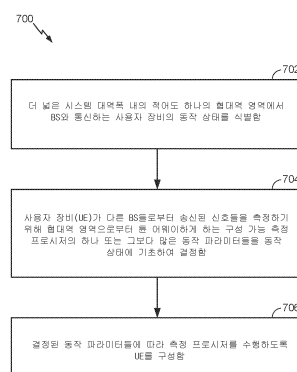 700
702
더 넓은 시스템 대역폭 내의 적어도 하나의 협대역 영역에서
BS와 통신하는 사용자 장비의 동작 상태를 식별함
704
사용자 장비(UE)가 다른 BS들로부터 송신된 신호들을 측정하기
위해 협대역 영역으로부터 튠 어웨이하게 하는 구성 가능 측정
프로시저의 하나 또는 그보다 많은 동작 파라미터들을 동작
상태에 기초하여 결정함
706
결정된 동작 파라미터들에 따라 측정 프로시저를 수행하도록
UE를 구성함